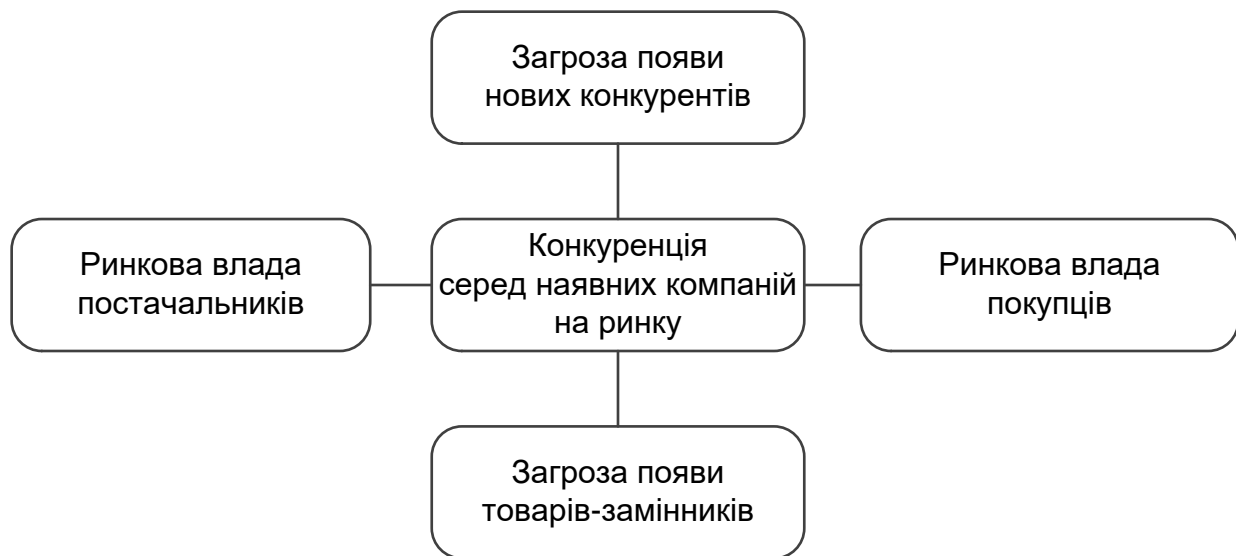 Загроза появи
нових конкурентів
Ринкова влада
постачальників
Конкуренція
серед наявних компаній
на ринку
Ринкова влада
покупців
Загроза появи
товарів-замінників